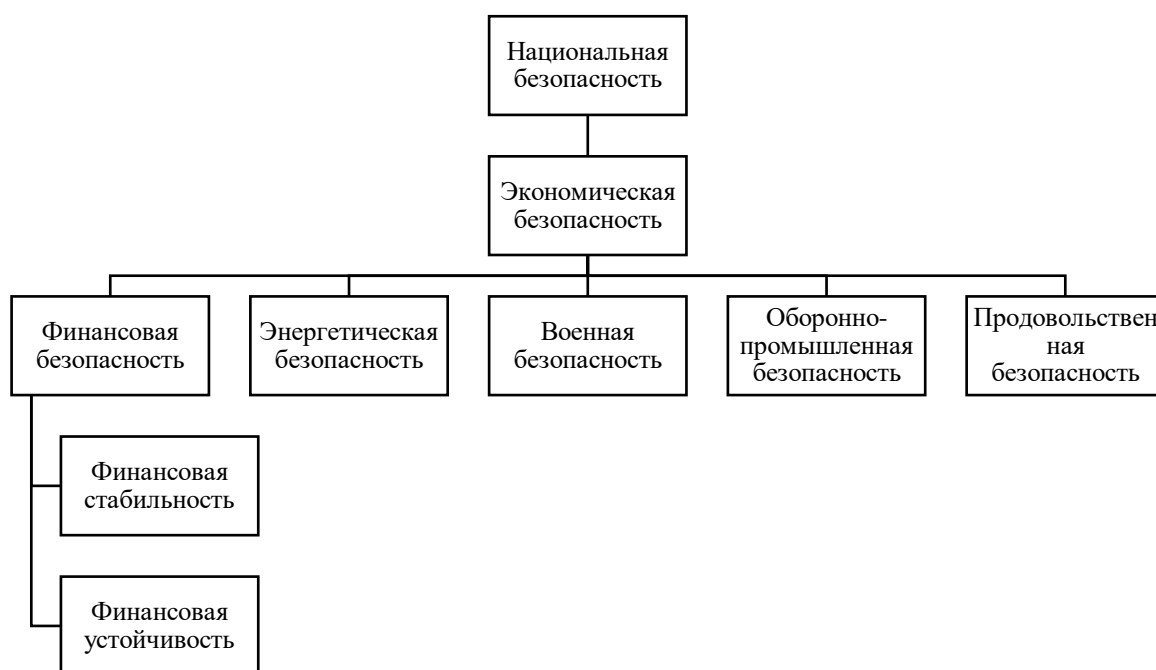 Национальная
безопасность
Экономическая
безопасность
Финансовая
безопасность
Энергетическая
безопасность
Военная
безопасность
Оборонно-
промышленная
безопасность
Продовольствен
ная
безопасность
Финансовая
стабильность
Финансовая
устойчивость